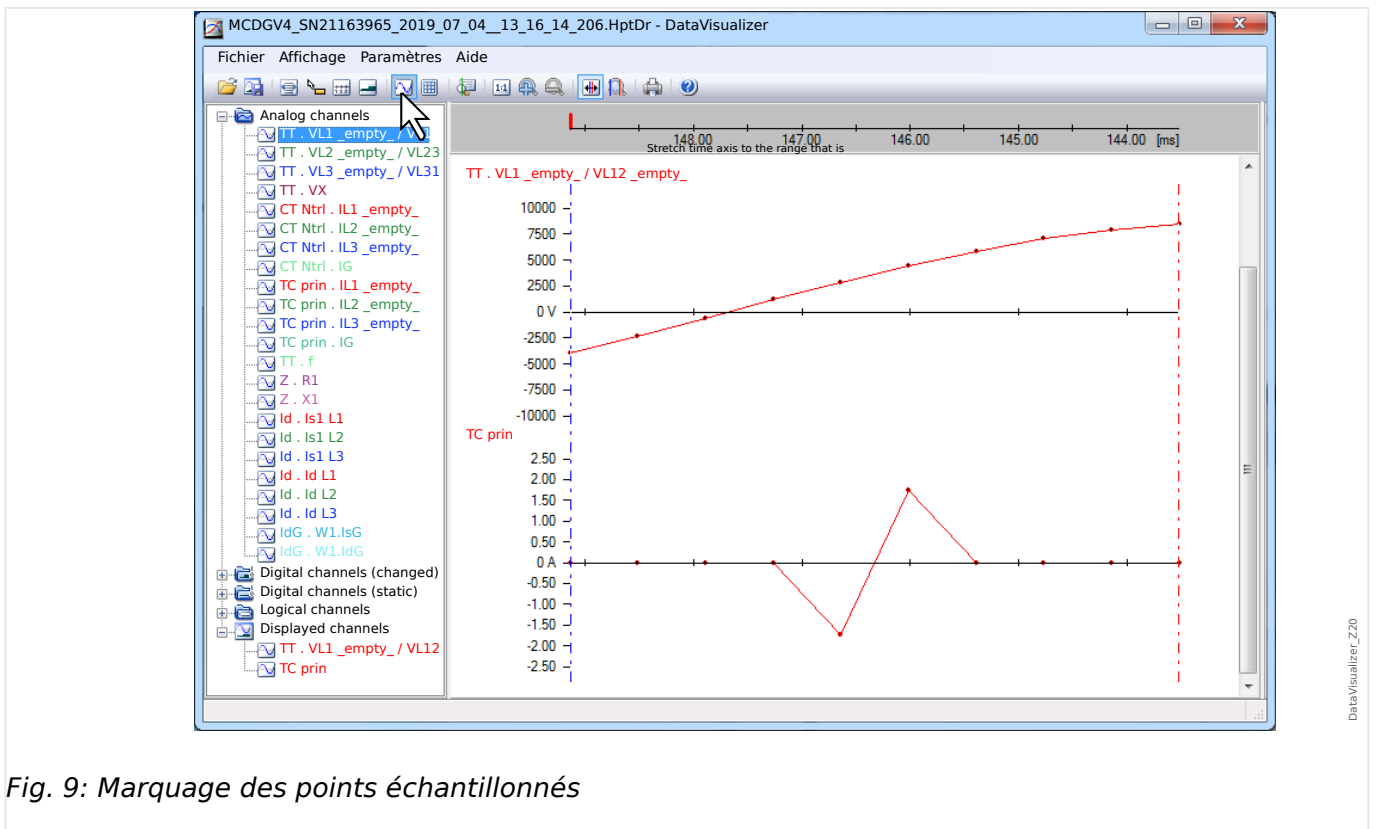 MCDGV4_SN21163965_2019_07_04__13_16_14_206.HptDr - DataVisualizer
Fichier Affichage Paramètres Aide
1:1
Analog channels
TT . VL1 _empty_ / VL
TT . VL2 _empty_ / VL23
TT . VL3 _empty_ / VL31
TT . VX
CT Ntrl . IL1 _empty_
CT Ntrl . IL2 _empty_
CT Ntrl . IL3 _empty_
CT Ntrl . IG
TC prin . IL1 _empty_
TC prin . IL2 _empty_
TC prin . IL3 _empty_
TC prin . IG
TT . f
Z . R1
Z . X1
Id . Is1 L1
Id . Is1 L2
Id . Is1 L3
Id . Id L1
Id . Id L2
Id . Id L3
IdG . W1.IsG
IdG . W1.IdG
Digital channels (changed)
Digital channels (static)
Logical channels
Displayed channels
TT . VL1 _empty_ / VL12
TC prin
148.00 147.00 146.00 145.00 144.00 [ms]
Stretch time axis to the range that is
TT . VL1 _empty_ / VL12 _empty_
10000
7500
5000
2500
0 V
-2500
-5000
-7500
-10000
TC prin
2.50
2.00
1.50
1.00
0.50
0 A
-0.50
-1.00
-1.50
-2.00
-2.50
DataVisualizer_Z20
Fig. 9: Marquage des points échantillonnés